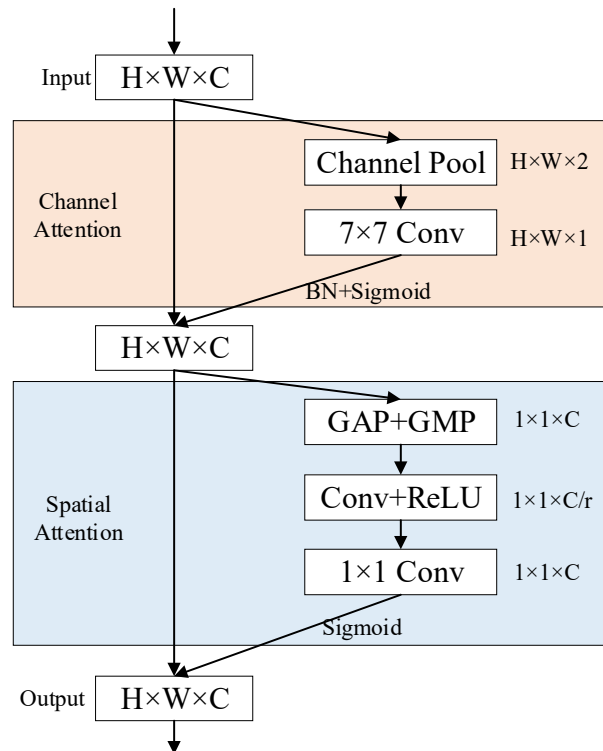 Input
H×W×C
Channel Pool
H×W×2
Channel
Attention
7×7 Conv
H×W×1
BN+Sigmoid
H×W×C
GAP+GMP
1×1×C
Spatial
Attention
Conv+ReLU
1×1×C/r
1×1 Conv
1×1×C
Sigmoid
Output
H×W×C